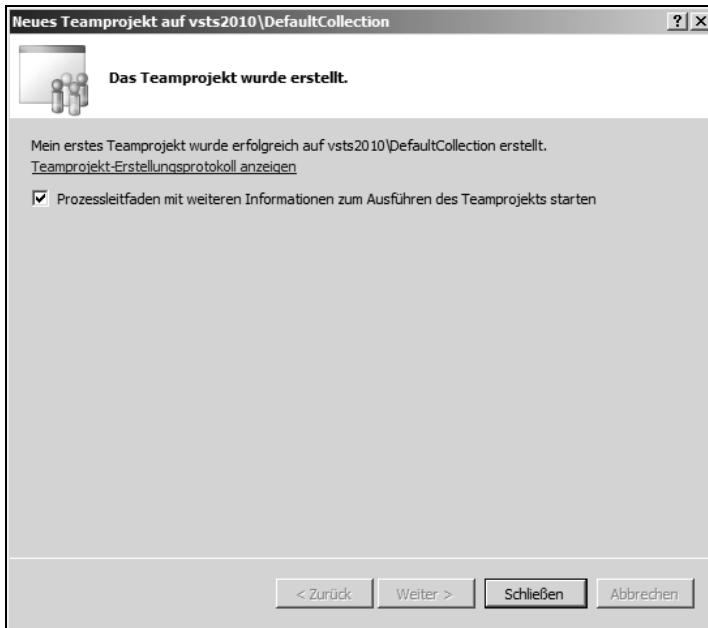 Neues Teamprojekt auf vsts2010\DefaultCollection
Das Teamprojekt wurde erstellt.
Mein erstes Teamprojekt wurde erfolgreich auf vsts2010\DefaultCollection erstellt.
Teamprojekt-Erstellungsprotokoll anzeigen
Prozessleitfaden mit weiteren Informationen zum Ausführen des Teamprojekts starten
< Zurück Weiter > Schließen Abbrechen